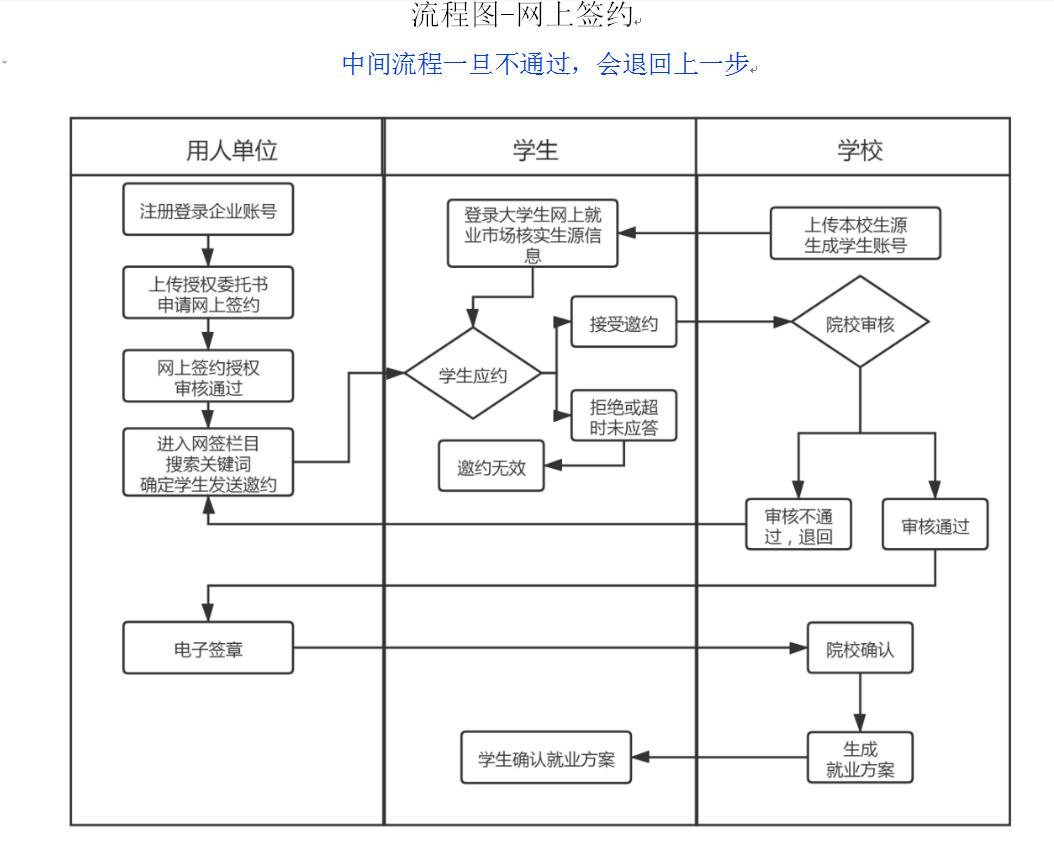 流程图-网上签约
中间流程一旦不通过，会退回上一步
用人单位
学生
学校
注册登录企业账号
上传授权委托书
申请网上签约
网上签约授权
审核通过
进入网签栏目
搜索关键词
确定学生发送邀约
电子签章
登录大学生网上就
业市场核实生源信
息
学生应约
接受邀约
拒绝或超
时未应答
邀约无效
学生确认就业方案
上传本校生源
生成学生账号
院校审核
审核不通
过，退回
审核通过
院校确认
生成
就业方案